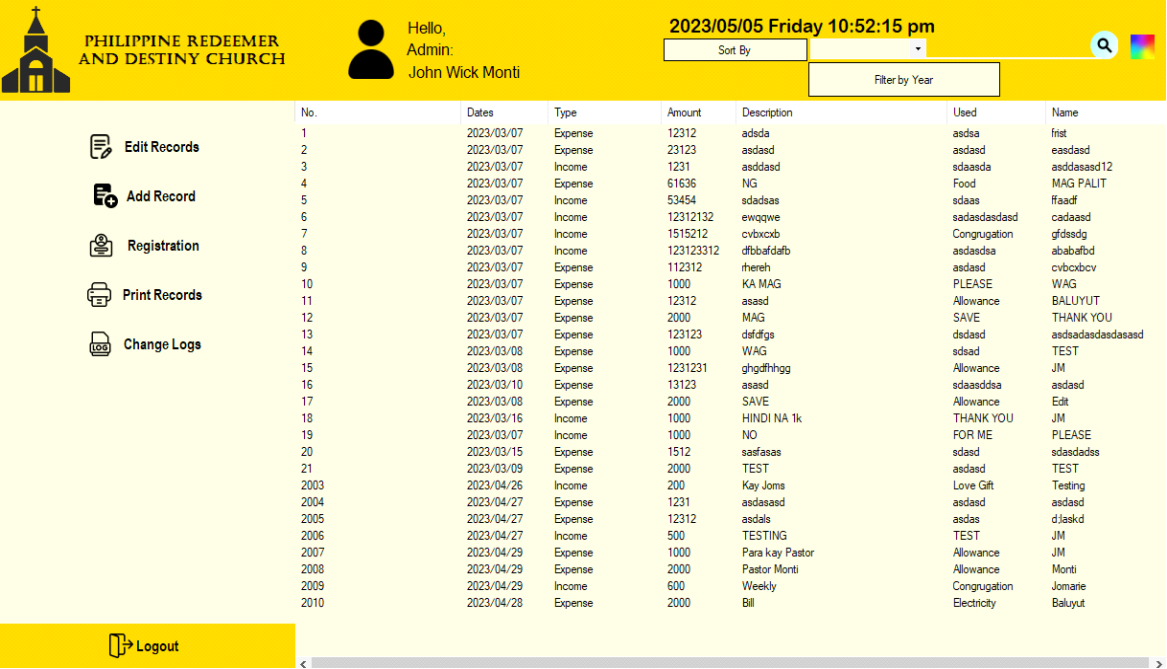 PHILIPPINE REDEEMER
AND DESTINY CHURCH
Hello,
Admin:
John Wick Monti
2023/05/05 Friday 10:52:15 pm
Sort By
Filter by Year
Edit Records
Add Record
Registration
Print Records
LOG Change Logs
Logout
No. Dates Type Amount Description Used Name
1 2023/03/07 Expense 12312 adsda asdsa frist
2 2023/03/07 Expense 23123 asdasd asdasd easdasd
3 2023/03/07 Income 1231 asddasd sdaasda asddasasd12
4 2023/03/07 Expense 61636 NG Food MAG PALIT
5 2023/03/07 Income 53454 sdadsas sdaas ffaadf
6 2023/03/07 Income 12312132 ewqqwe sadasdasdasd cadaasd
7 2023/03/07 Income 1515212 cvbxcxb Congrugation gfdssdg
8 2023/03/07 Income 123123312 dfbbafdafb asdasdsa ababafbd
9 2023/03/07 Expense 112312 rhereh asdasd cvbcxbcv
10 2023/03/07 Expense 1000 KA MAG PLEASE WAG
11 2023/03/07 Expense 12312 asasd Allowance BALUYUT
12 2023/03/07 Expense 2000 MAG SAVE THANK YOU
13 2023/03/07 Expense 123123 dsfdfgs dsdasd asdsadasdasdasasd
14 2023/03/08 Expense 1000 WAG sdsad TEST
15 2023/03/08 Expense 1231231 ghgdfhhgg Allowance JM
16 2023/03/10 Expense 13123 asasd sdaasddsa asdasd
17 2023/03/08 Expense 2000 SAVE Allowance Edit
18 2023/03/16 Income 1000 HINDI NA 1k THANK YOU JM
19 2023/03/07 Income 1000 NO FOR ME PLEASE
20 2023/03/15 Expense 1512 sasfasas sdasd sdasdadss
21 2023/03/09 Expense 2000 TEST asdasd TEST
2003 2023/04/26 Income 200 Kay Joms Love Gift Testing
2004 2023/04/27 Expense 1231 asdasasd asdasd asdasd
2005 2023/04/27 Expense 12312 asdals asdas d;laskd
2006 2023/04/27 Income 500 TESTING TEST JM
2007 2023/04/29 Expense 1000 Para kay Pastor Allowance JM
2008 2023/04/29 Expense 2000 Pastor Monti Allowance Monti
2009 2023/04/29 Income 600 Weekly Congrugation Jomarie
2010 2023/04/28 Expense 2000 Bill Electricity Baluyut